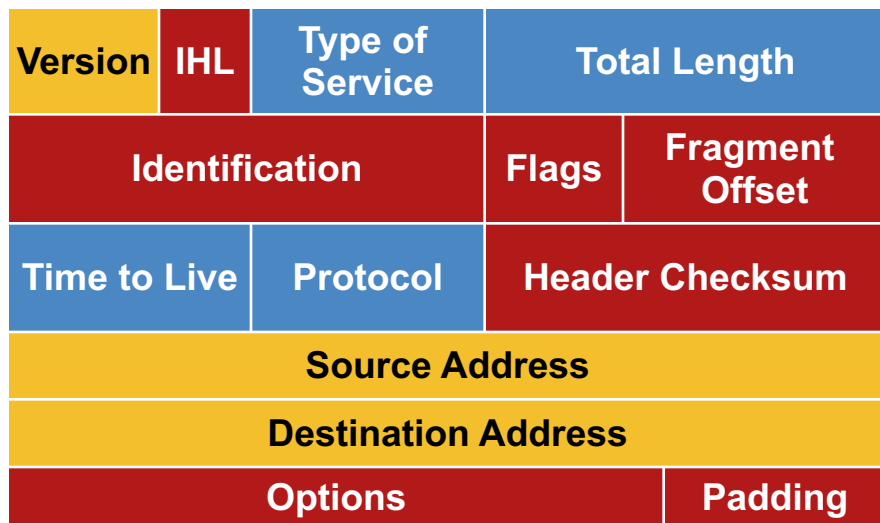 Version IHL Type of Service Total Length
Identification Flags Fragment Offset
Time to Live Protocol Header Checksum
Source Address
Destination Address
Options Padding